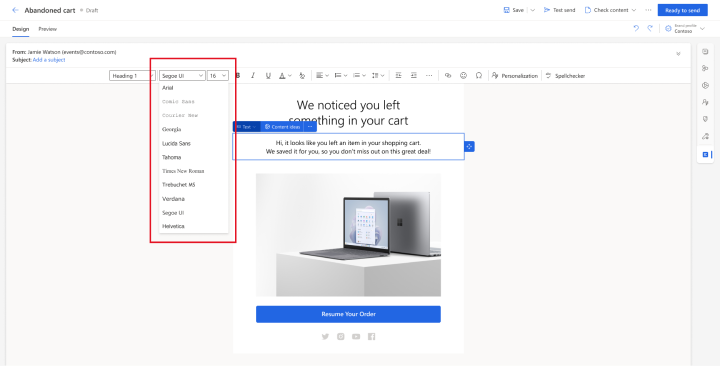 Abandoned cart Draft
Save Test send Check content Ready to send
Design Preview
Contoso
From: Jamie Watson (events@contoso.com)
Subject: Add a subject
Heading 1 Segoe UI 16 B I U A Personalization Spellchecker
Arial
Comic Sans
Courier New
Georgia
Lucida Sans
Tahoma
Times New Roman
Trebuchet MS
Verdana
Segoe UI
Helvetica
We noticed you left
something in your cart
Text Content ideas
Hi, it looks like you left an item in your shopping cart.
We saved it for you, so you don't miss out on this great deal!
Resume Your Order